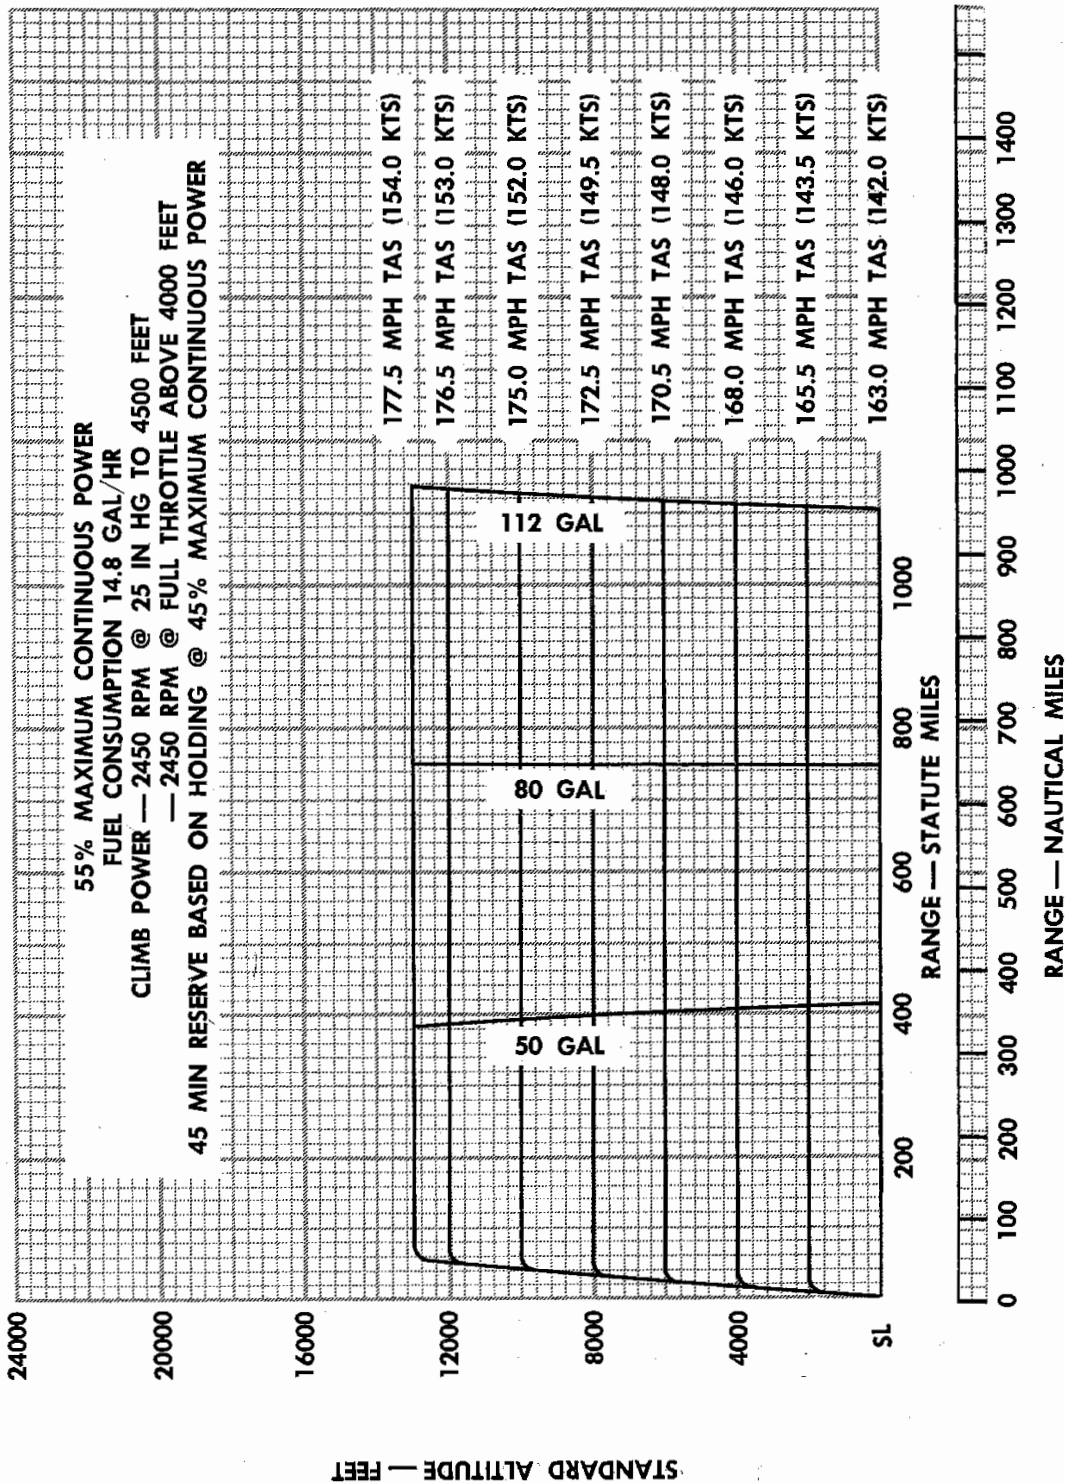 55% MAXIMUM CONTINUOUS POWER
FUEL CONSUMPTION 14.8 GAL/HR
CLIMB POWER — 2450 RPM @ 25 IN HG TO 4500 FEET
— 2450 RPM @ FULL THROTTLE ABOVE 4000 FEET
45 MIN RESERVE BASED ON HOLDING @ 45% MAXIMUM CONTINUOUS POWER
STANDARD ALTITUDE — FEET
24000
20000
16000
12000
8000
4000
SL
177.5 MPH TAS (154.0 KTS)
176.5 MPH TAS (153.0 KTS)
175.0 MPH TAS (152.0 KTS)
172.5 MPH TAS (149.5 KTS)
170.5 MPH TAS (148.0 KTS)
168.0 MPH TAS (146.0 KTS)
165.5 MPH TAS (143.5 KTS)
163.0 MPH TAS (142.0 KTS)
50 GAL
80 GAL
112 GAL
200 400 600 800 1000
RANGE — STATUTE MILES
0 100 200 300 400 500 600 700 800 900 1000 1100 1200 1300 1400
RANGE — NAUTICAL MILES